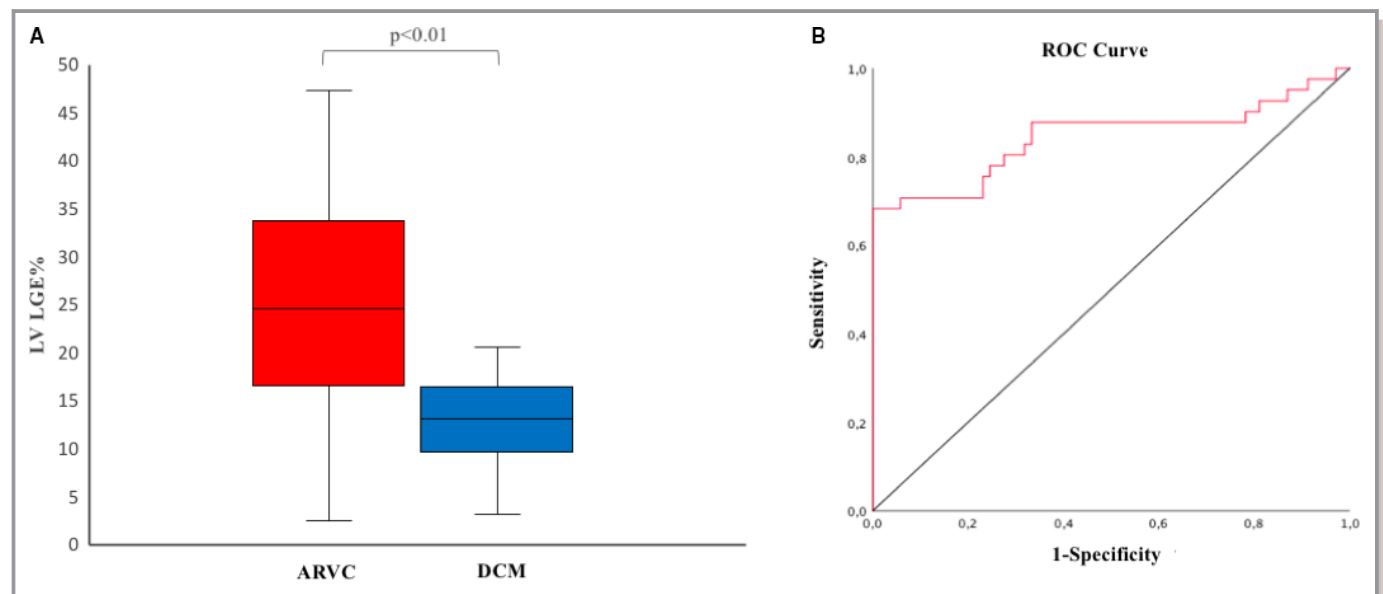 A
p<0.01
50
45
40
35
30
25
20
15
10
5
0
LV LGE%
ARVC
DCM
B
ROC Curve
1,0
0,8
0,6
0,4
0,2
0,0
Sensitivity
0,0 0,2 0,4 0,6 0,8 1,0
1-Specificity